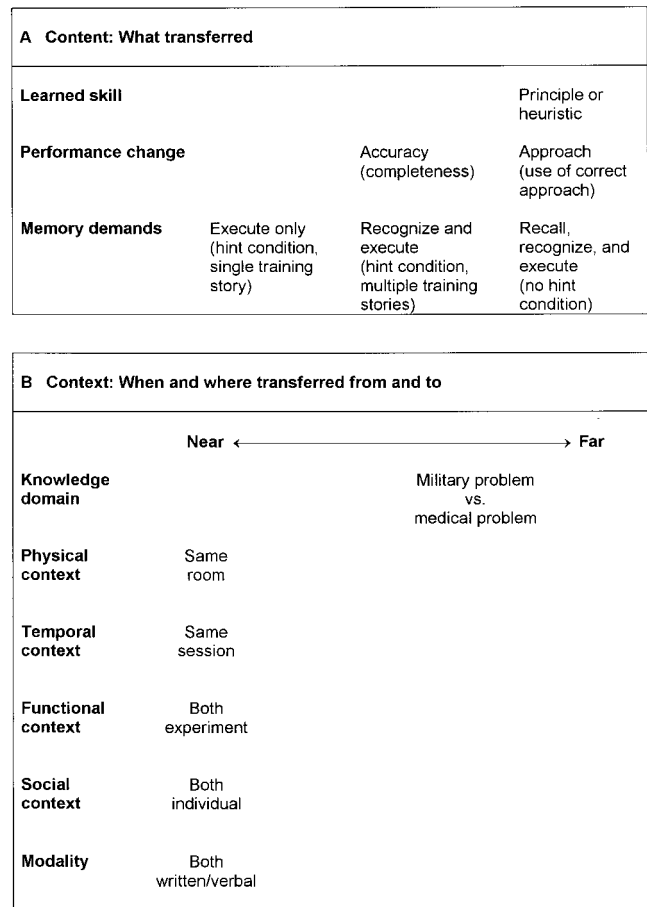 A Content: What transferred
Learned skill
Principle or
heuristic
Performance change
Accuracy
(completeness)
Approach
(use of correct
approach)
Memory demands
Execute only
(hint condition,
single training
story)
Recognize and
execute
(hint condition,
multiple training
stories)
Recall,
recognize, and
execute
(no hint
condition)
B Context: When and where transferred from and to
Near ←→ Far
Knowledge
domain
Military problem
vs.
medical problem
Physical
context
Same
room
Temporal
context
Same
session
Functional
context
Both
experiment
Social
context
Both
individual
Modality
Both
written/verbal